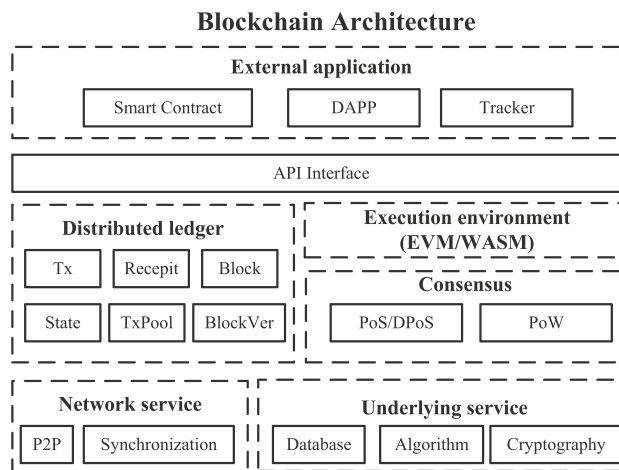 Blockchain Architecture
External application
Smart Contract
DAPP
Tracker
API Interface
Distributed ledger
Tx
Recepit
Block
State
TxPool
BlockVer
Execution environment
(EVM/WASM)
Consensus
PoS/DPoS
PoW
Network service
P2P
Synchronization
Underlying service
Database
Algorithm
Cryptography